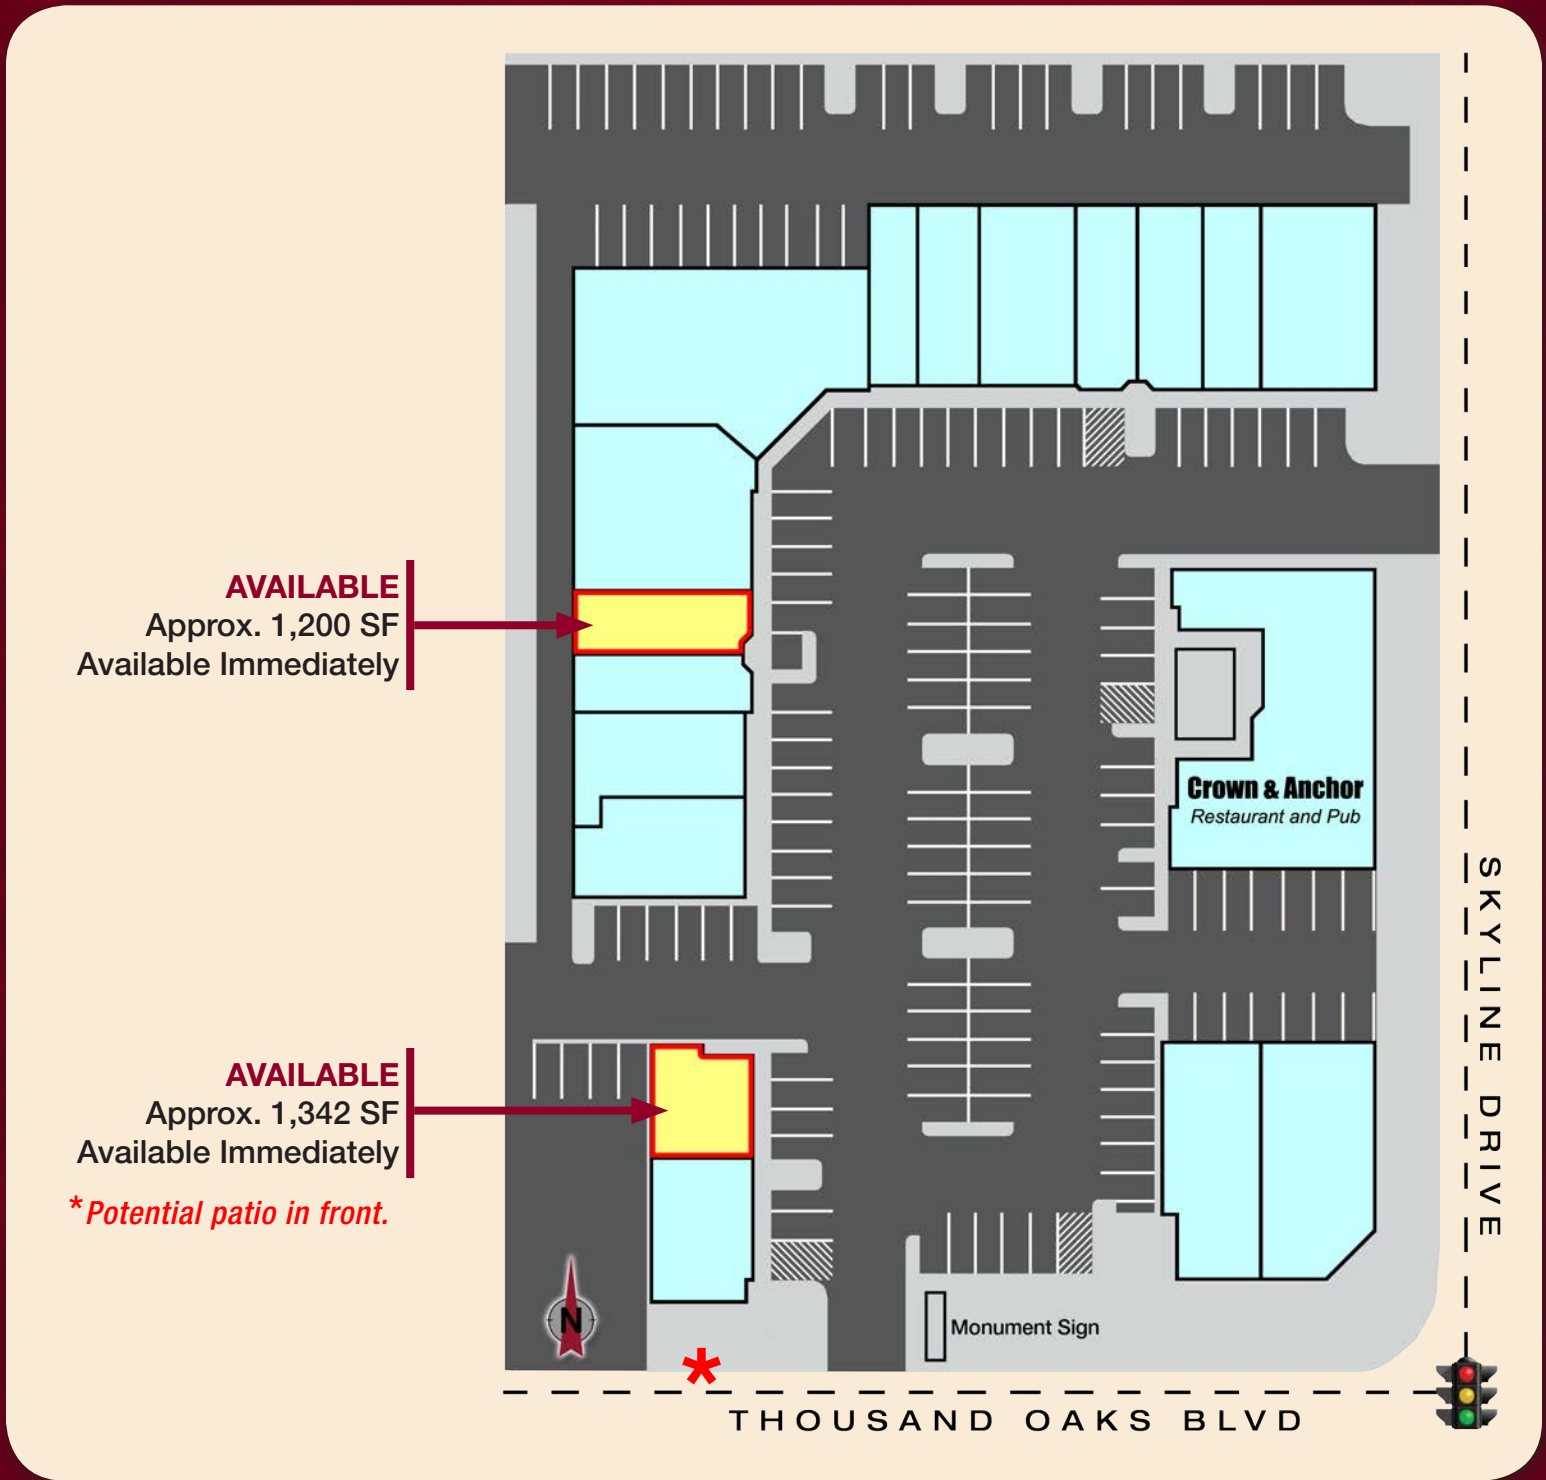 AVAILABLE
Approx. 1,200 SF
Available Immediately
Crown & Anchor
Restaurant and Pub
SKYLINE DRIVE
AVAILABLE
Approx. 1,342 SF
Available Immediately
*Potential patio in front.
N
Monument Sign
*
THOUSAND OAKS BLVD